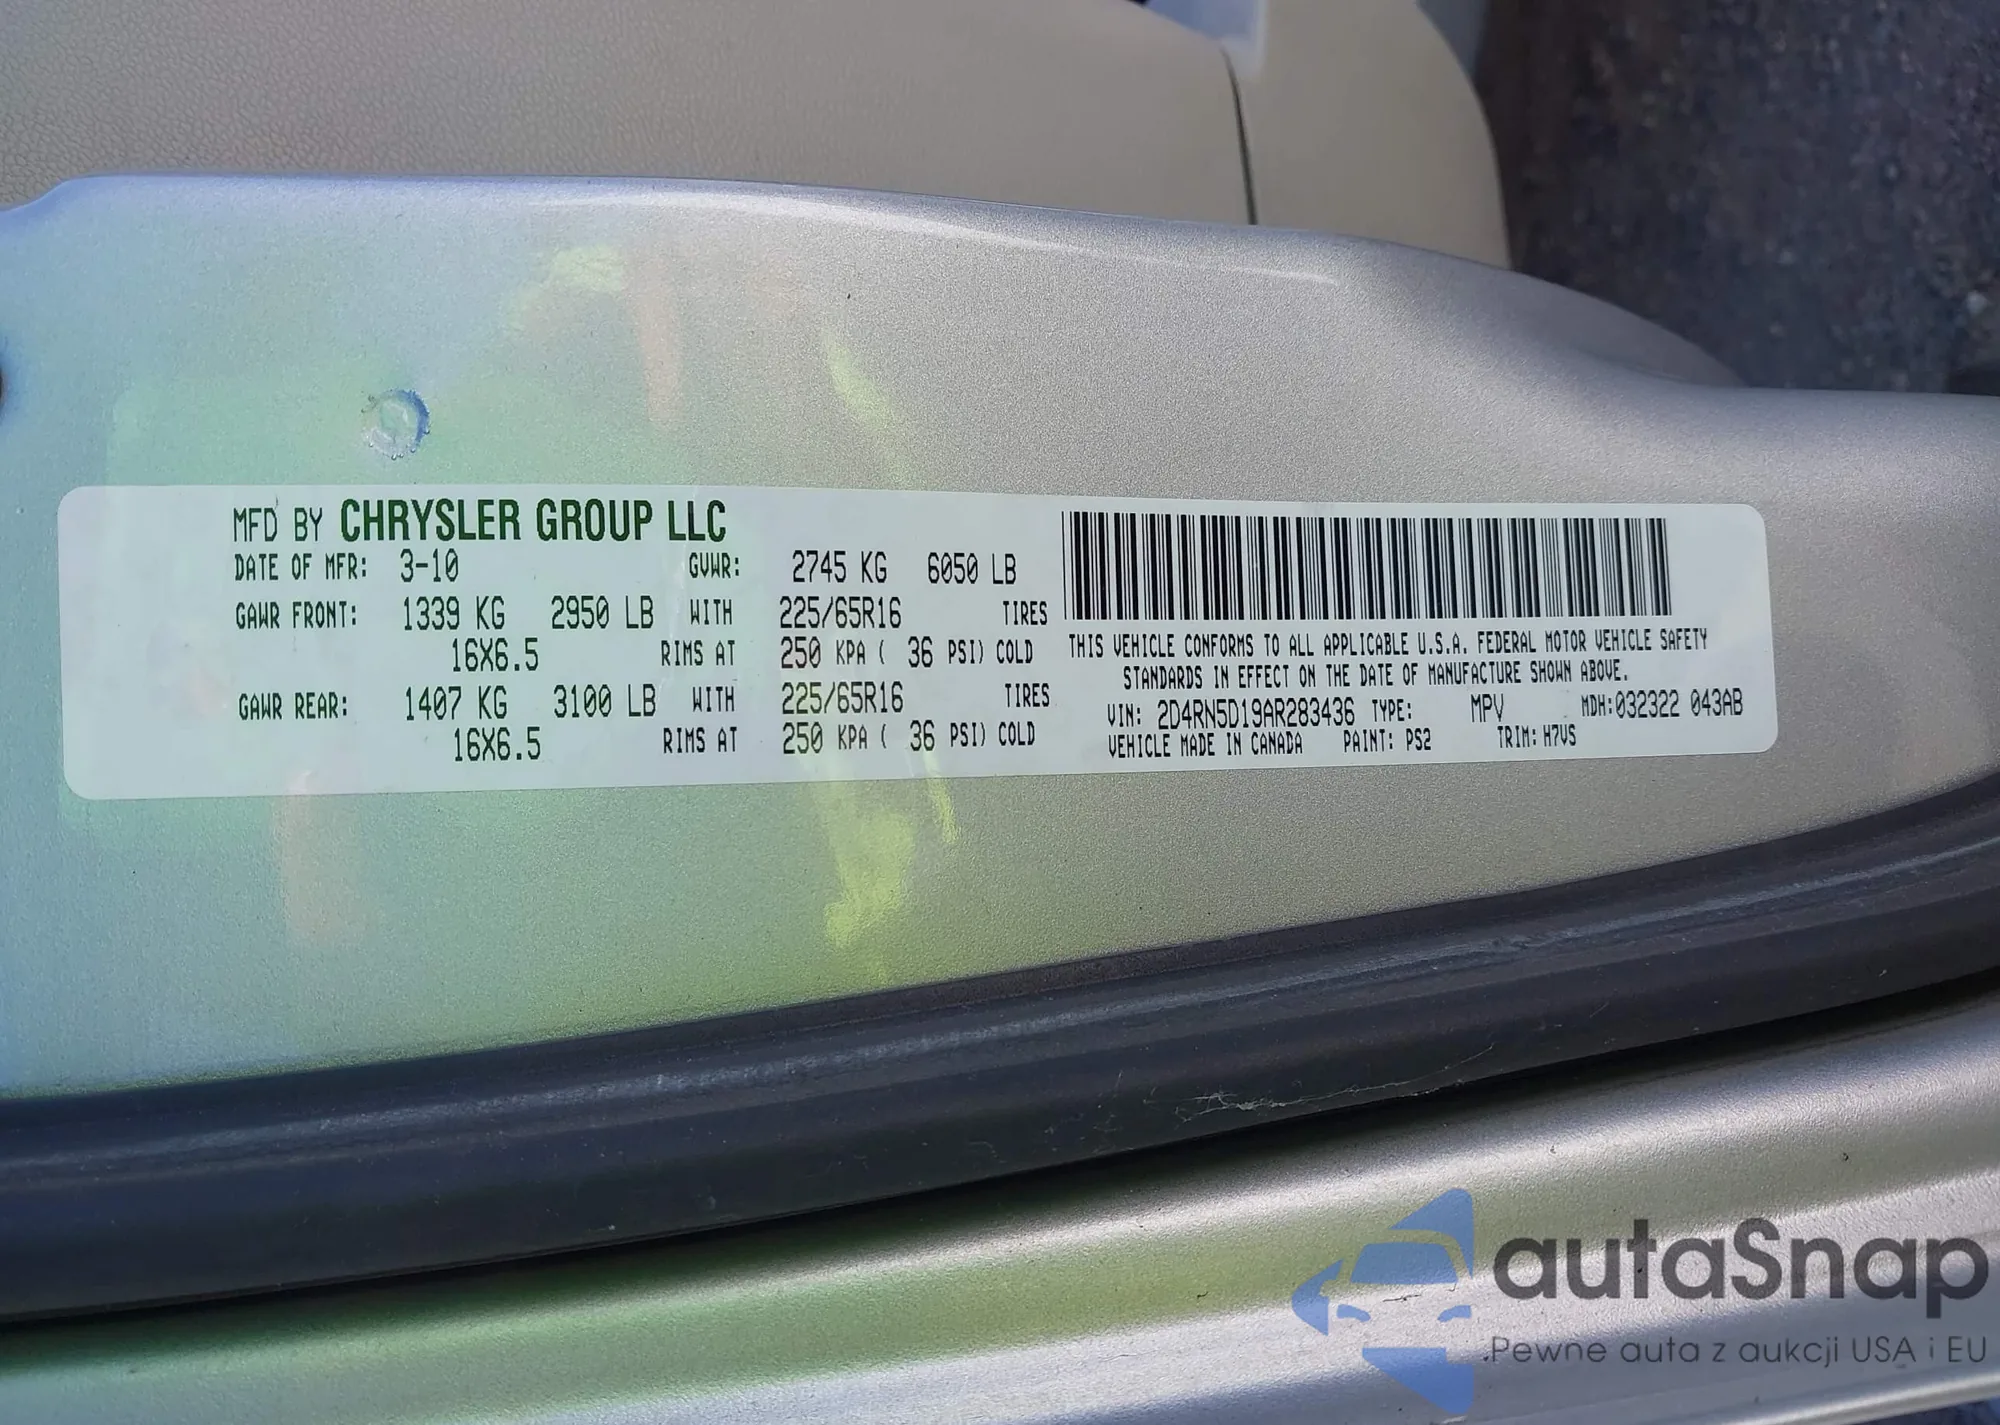 MFD BY CHRYSLER GROUP LLC
DATE OF MFR: 3-10 GVWR: 2745 KG 6050 LB
GAWR FRONT: 1339 KG 2950 LB WITH 225/65R16 TIRES
16X6.5 RIMS AT 250 KPA ( 36 PSI) COLD
GAWR REAR: 1407 KG 3100 LB WITH 225/65R16 TIRES
16X6.5 RIMS AT 250 KPA ( 36 PSI) COLD
THIS VEHICLE CONFORMS TO ALL APPLICABLE U.S.A. FEDERAL MOTOR VEHICLE SAFETY
STANDARDS IN EFFECT ON THE DATE OF MANUFACTURE SHOWN ABOVE.
VIN: 2D4RN5D19AR283436 TYPE: MPV MDH:032322 043AB
VEHICLE MADE IN CANADA PAINT: PS2 TRIM: H7VS
autaSnap
Pewne auta z aukcji USA i EU